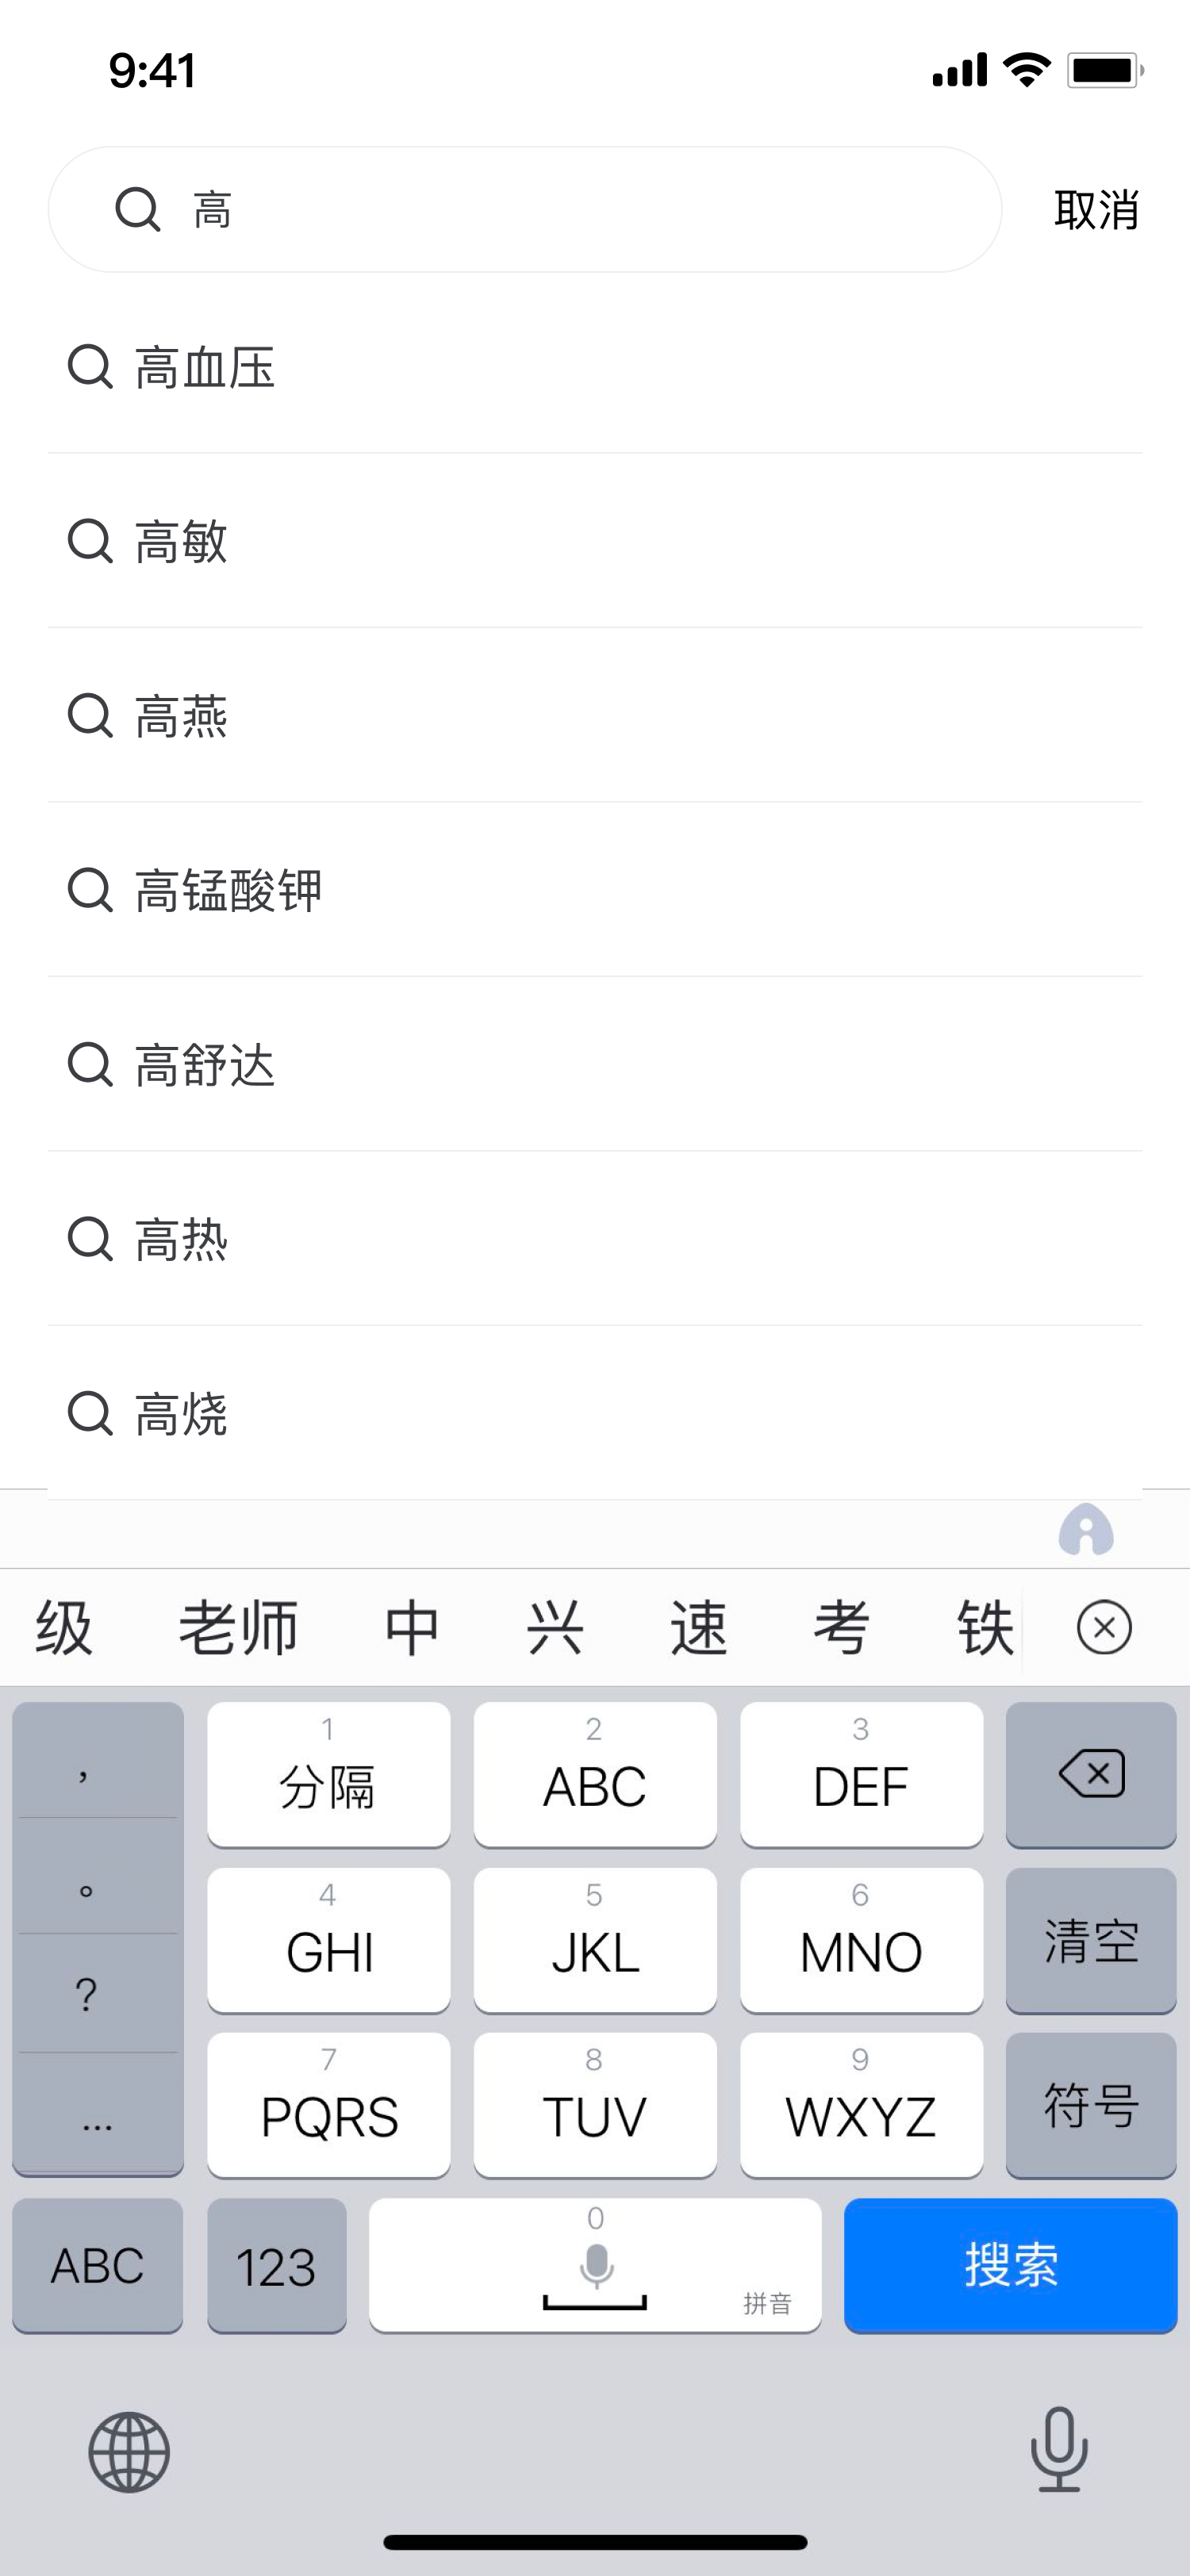 9:41
高
取消
高血压
高敏
高燕
高锰酸钾
高舒达
高热
高烧
级 老师 中 兴 速 考 铁
，
。
?
...
1
分隔
2
ABC
3
DEF
4
GHI
5
JKL
6
MNO
清空
7
PQRS
8
TUV
9
WXYZ
符号
ABC
123
0
拼音
搜索